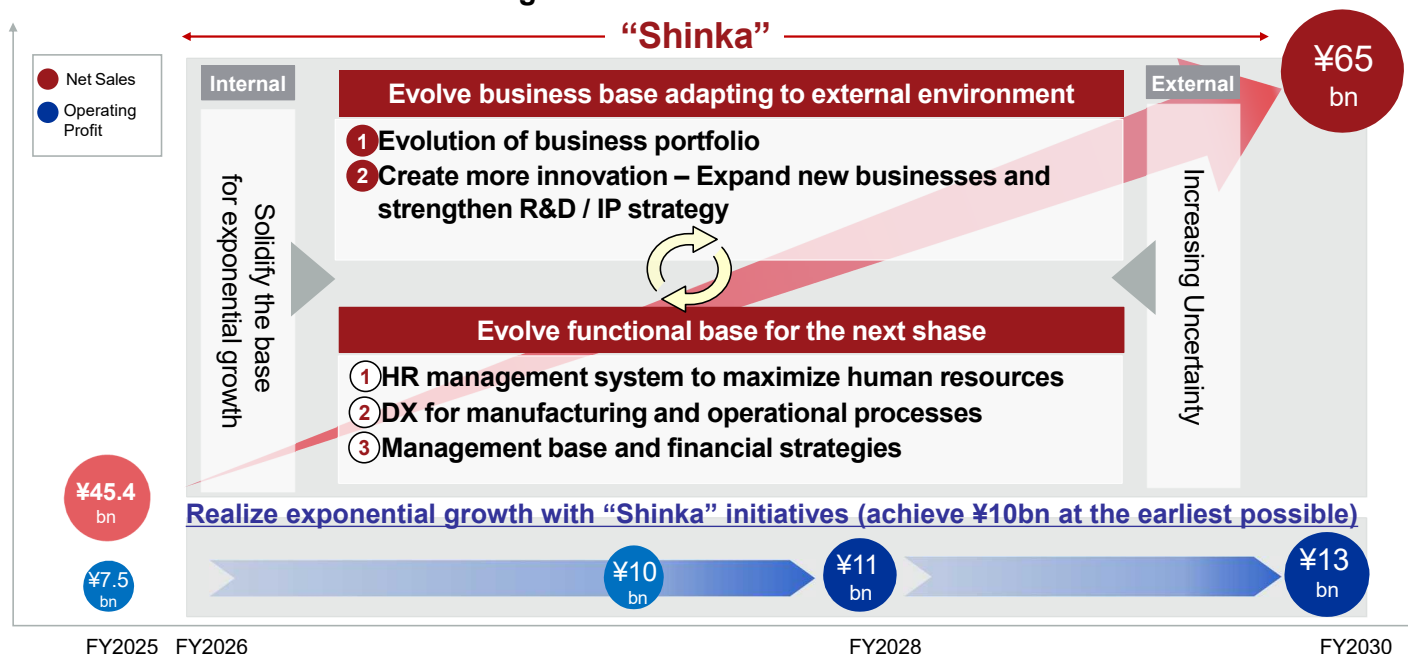 “Shinka”
Net Sales
Operating
Profit
Internal
Solidify the base
for exponential growth
Evolve business base adapting to external environment
1 Evolution of business portfolio
2 Create more innovation – Expand new businesses and
strengthen R&D / IP strategy
Evolve functional base for the next shase
1 HR management system to maximize human resources
2 DX for manufacturing and operational processes
3 Management base and financial strategies
External
Increasing Uncertainty
¥65
bn
¥45.4
bn
Realize exponential growth with “Shinka” initiatives (achieve ¥10bn at the earliest possible)
¥7.5
bn
¥10
bn
¥11
bn
¥13
bn
FY2025 FY2026 FY2028 FY2030